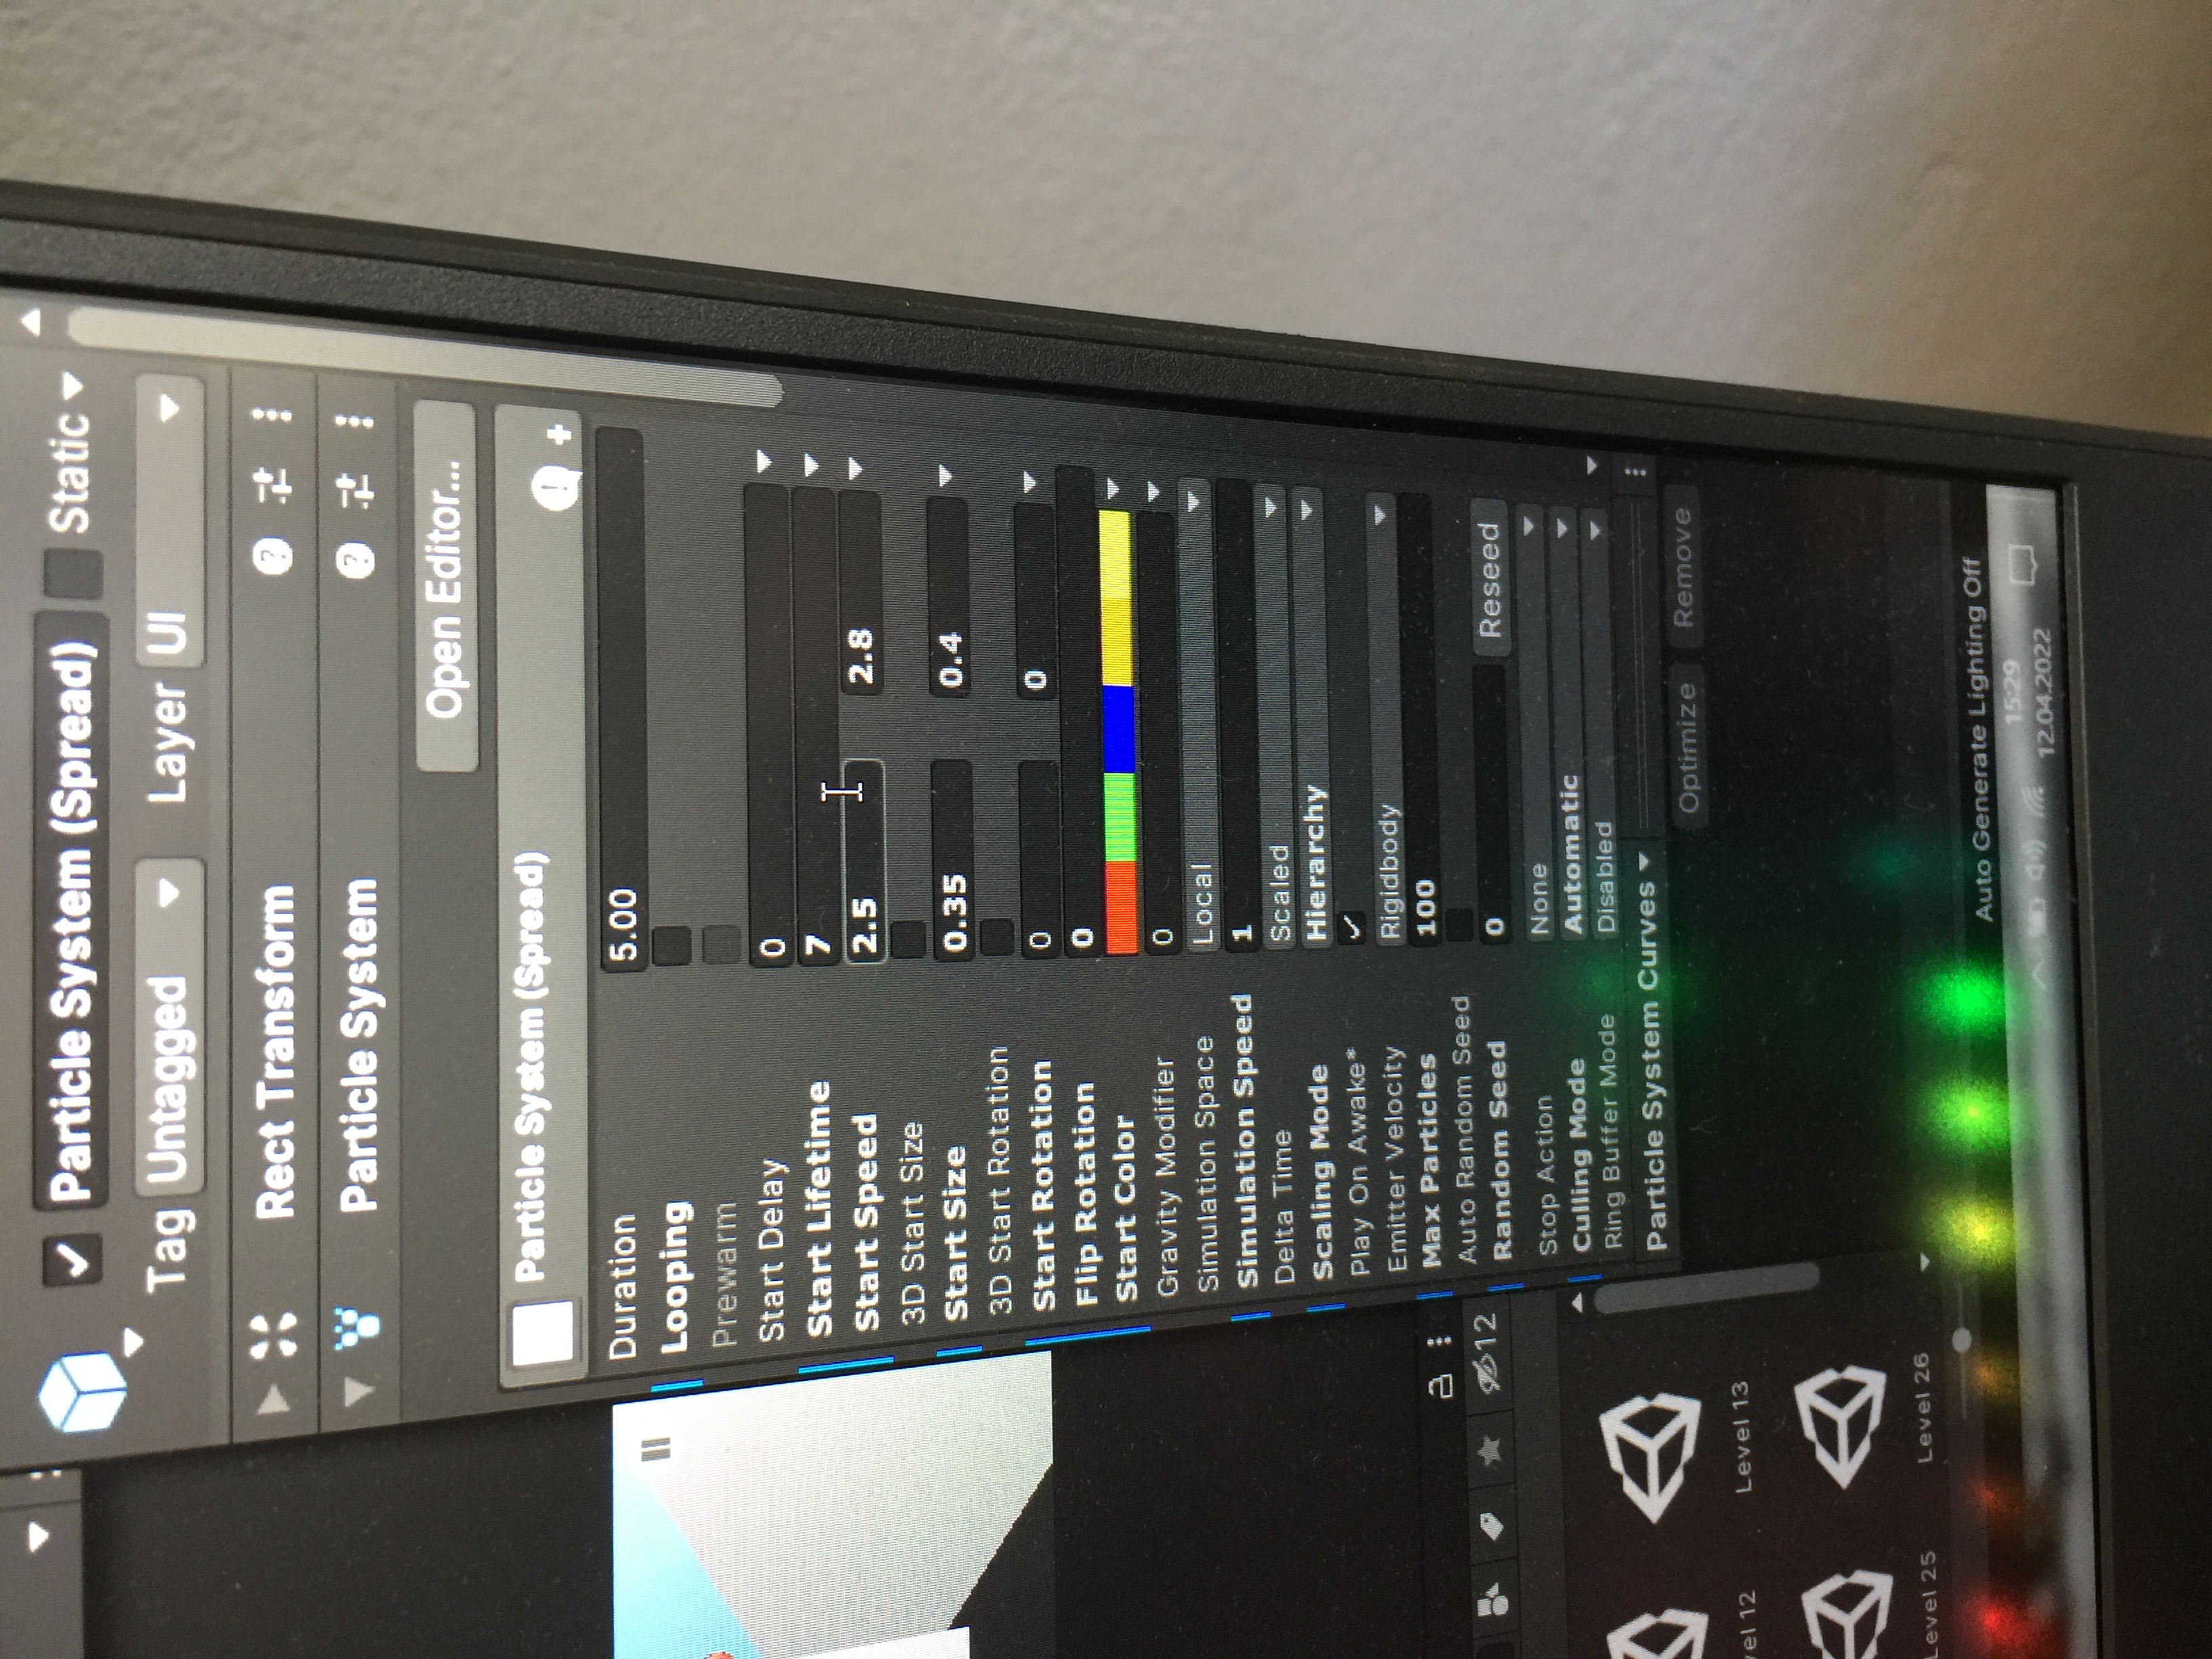 Particle System (Spread) Static
Tag Untagged Layer UI
Rect Transform
Particle System
Open Editor...
Particle System (Spread)
Duration 5.00
Looping
Prewarm
Start Delay 0
Start Lifetime 7
Start Speed 2.5 2.8
3D Start Size
Start Size 0.35 0.4
3D Start Rotation
Start Rotation 0 0
Flip Rotation 0
Start Color
Gravity Modifier 0
Simulation Space Local
Simulation Speed 1
Delta Time Scaled
Scaling Mode Hierarchy
Play On Awake*
Emitter Velocity Rigidbody
Max Particles 100
Auto Random Seed
12
Random Seed 0 Reseed
Stop Action None
Culling Mode Automatic
Ring Buffer Mode Disabled
Particle System Curves
Optimize Remove
vel 12 Level 13
Level 25 Level 26
Auto Generate Lighting Off
15:29
12.04.2022